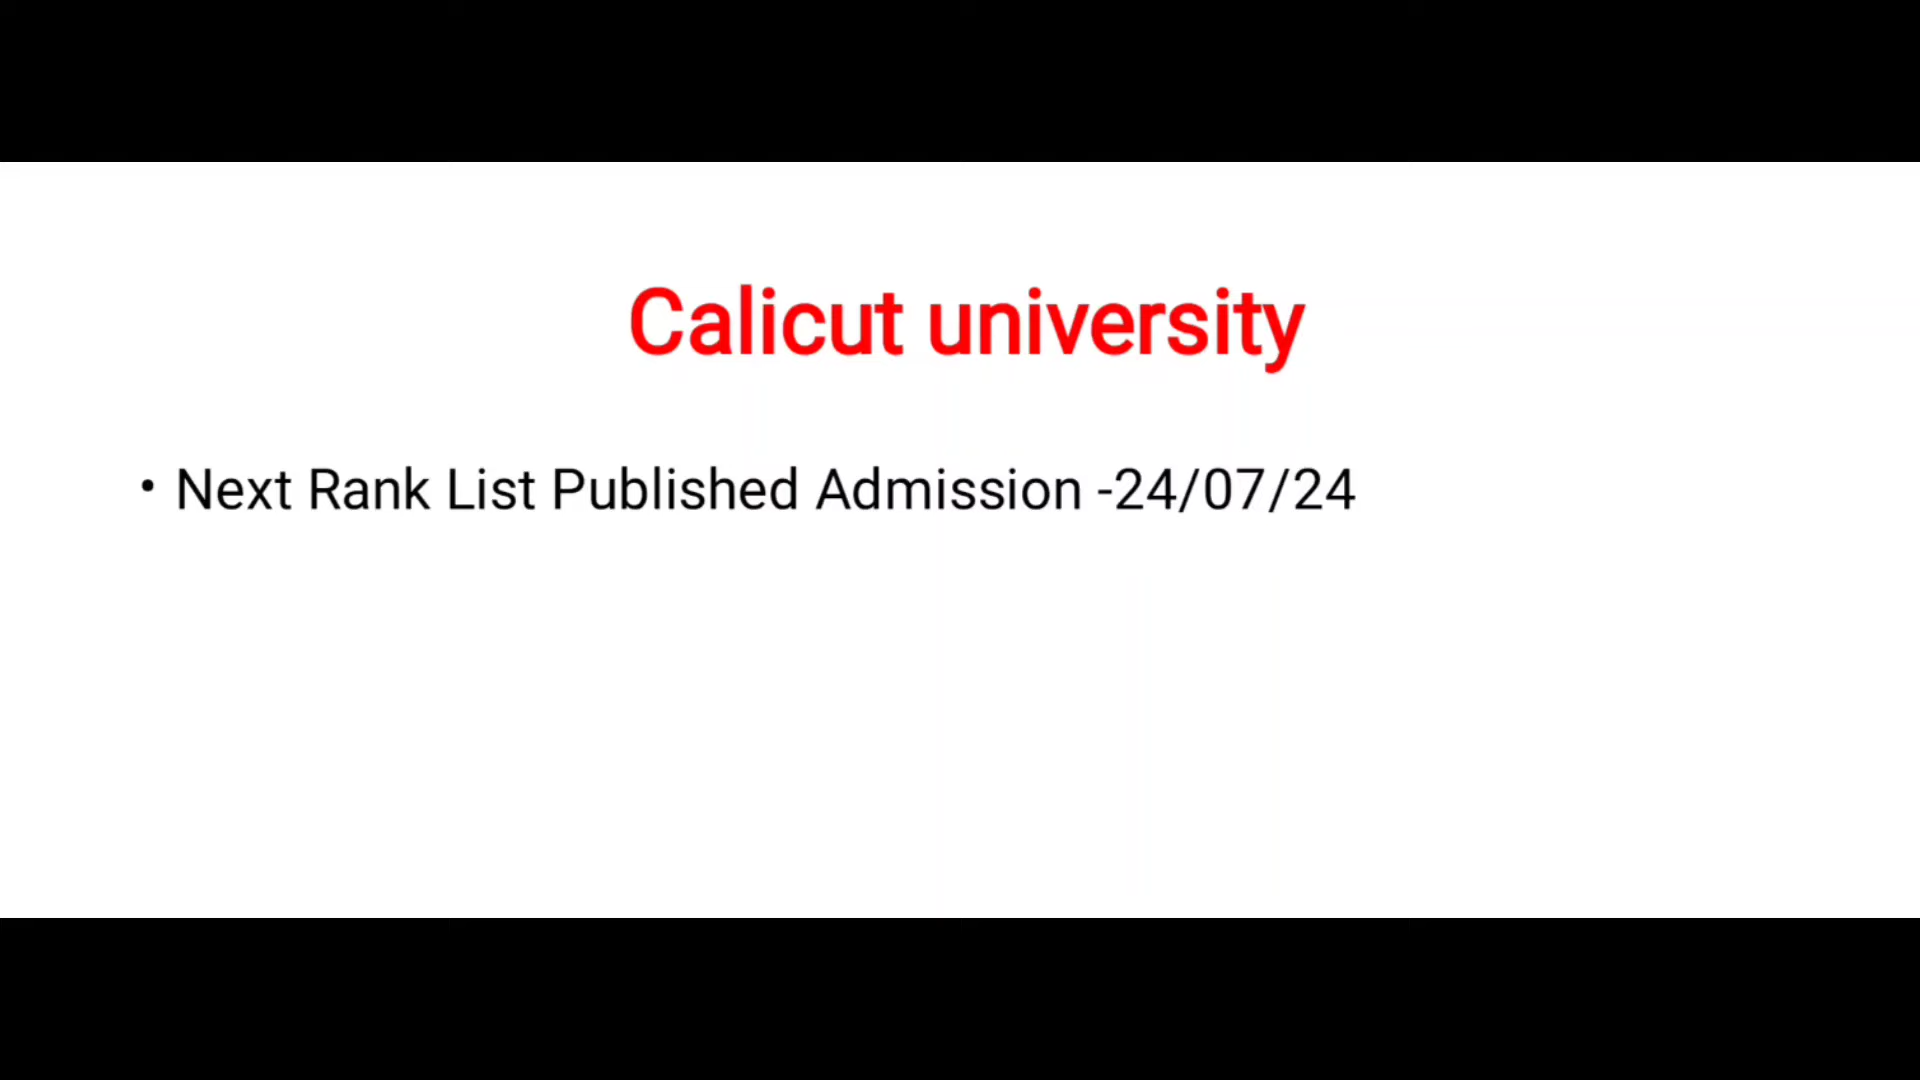 Calicut university
• Next Rank List Published Admission -24/07/24